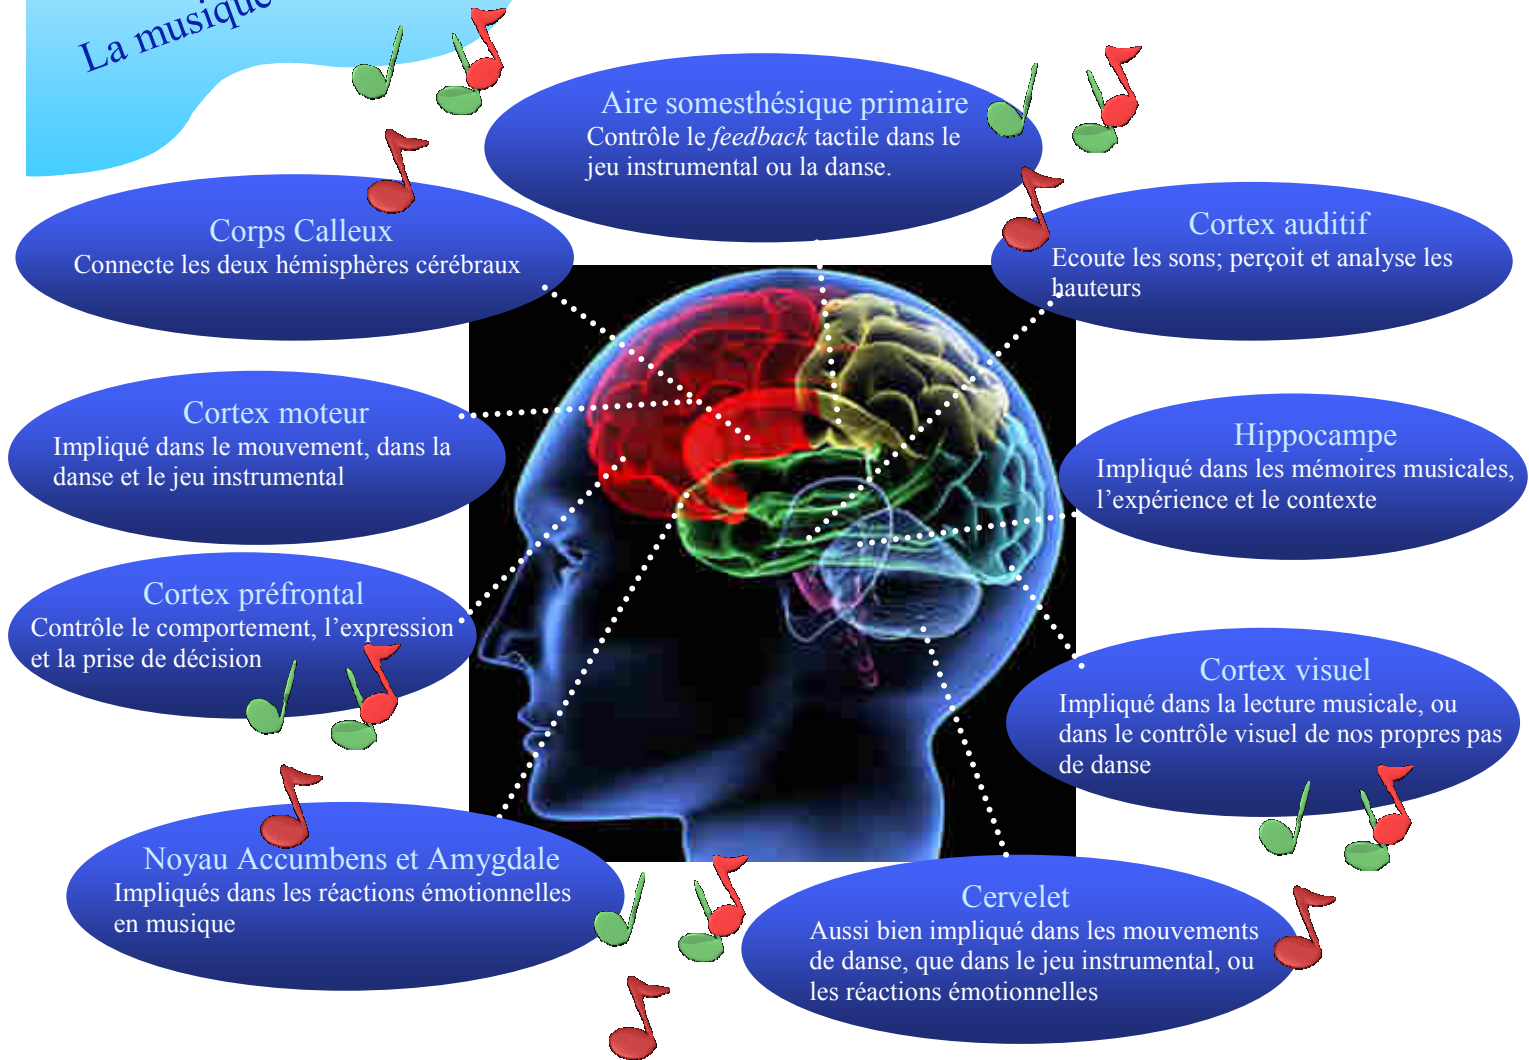 La musique
Aire somesthésique primaire
Contrôle le feedback tactile dans le
jeu instrumental ou la danse.
Corps Calleux
Connecte les deux hémisphères cérébraux
Cortex auditif
Ecoute les sons; perçoit et analyse les
hauteurs
Cortex moteur
Impliqué dans le mouvement, dans la
danse et le jeu instrumental
Hippocampe
Impliqué dans les mémoires musicales,
l’expérience et le contexte
Cortex préfrontal
Contrôle le comportement, l’expression
et la prise de décision
Cortex visuel
Impliqué dans la lecture musicale, ou
dans le contrôle visuel de nos propres pas
de danse
Noyau Accumbens et Amygdale
Impliqués dans les réactions émotionnelles
en musique
Cervelet
Aussi bien impliqué dans les mouvements
de danse, que dans le jeu instrumental, ou
les réactions émotionnelles